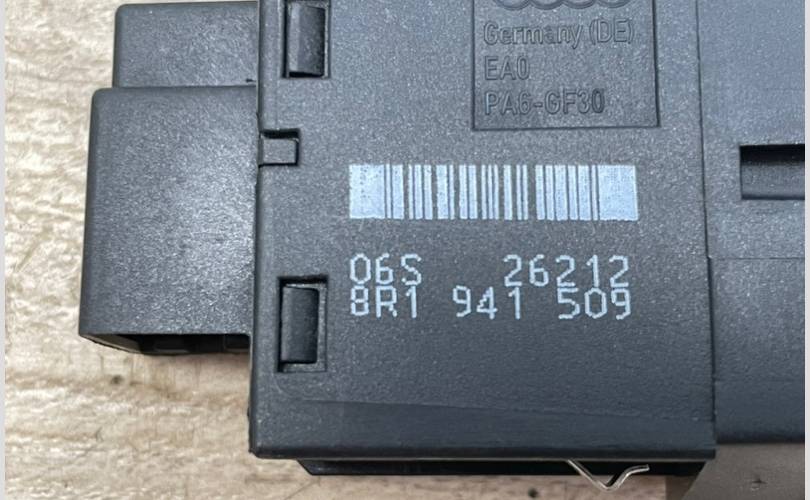 Germany (DE)
EA0
PA6-GF30
06S 26212
8R1 941 509